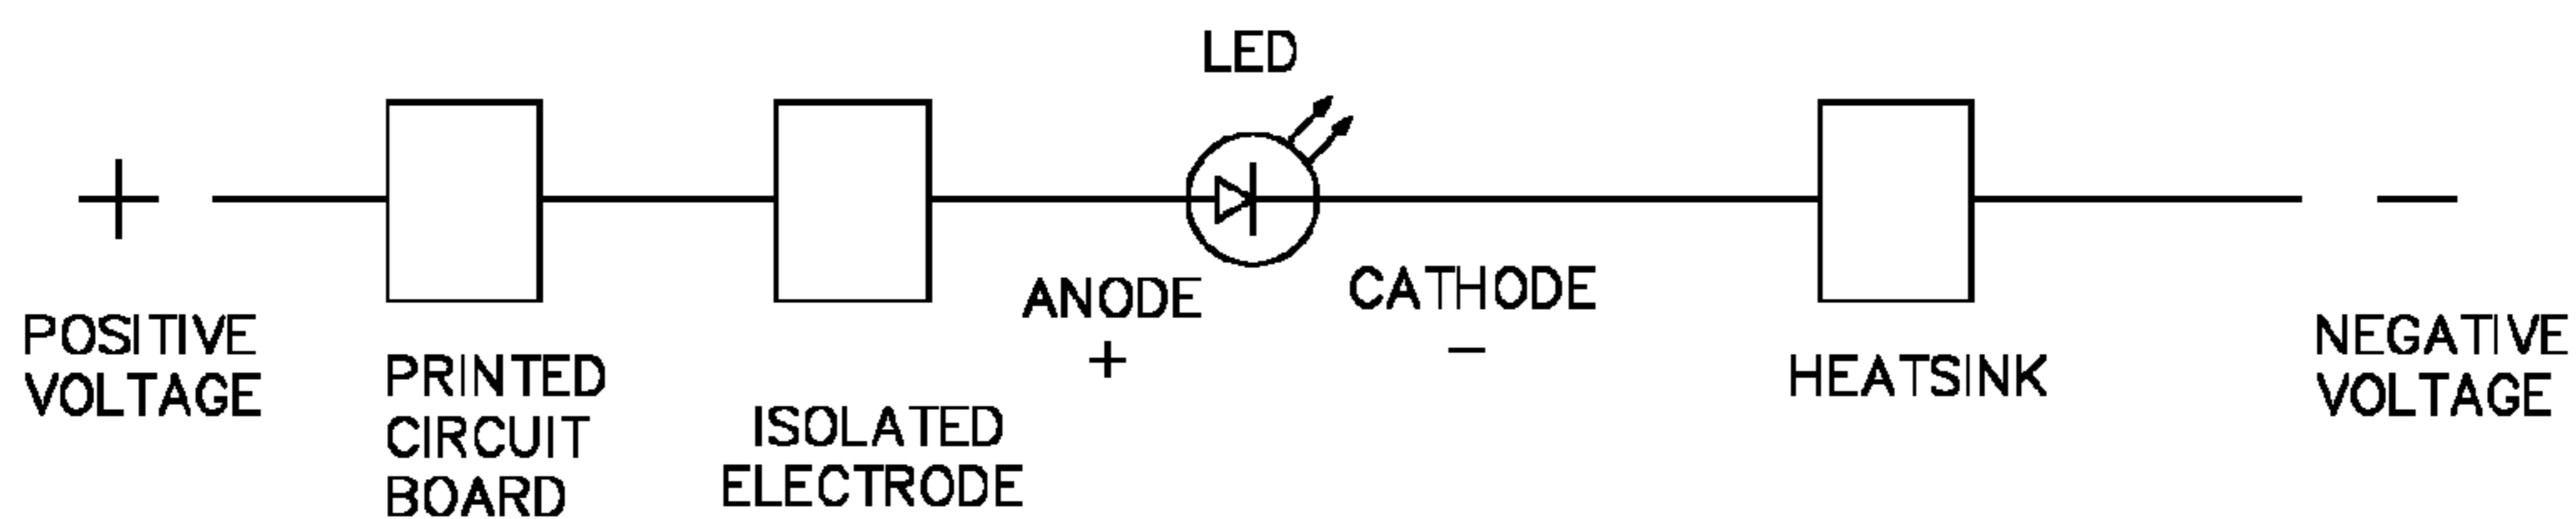 LED
+
-
POSITIVE
VOLTAGE
PRINTED
CIRCUIT
BOARD
ISOLATED
ELECTRODE
ANODE
+
CATHODE
-
HEATSINK
NEGATIVE
VOLTAGE